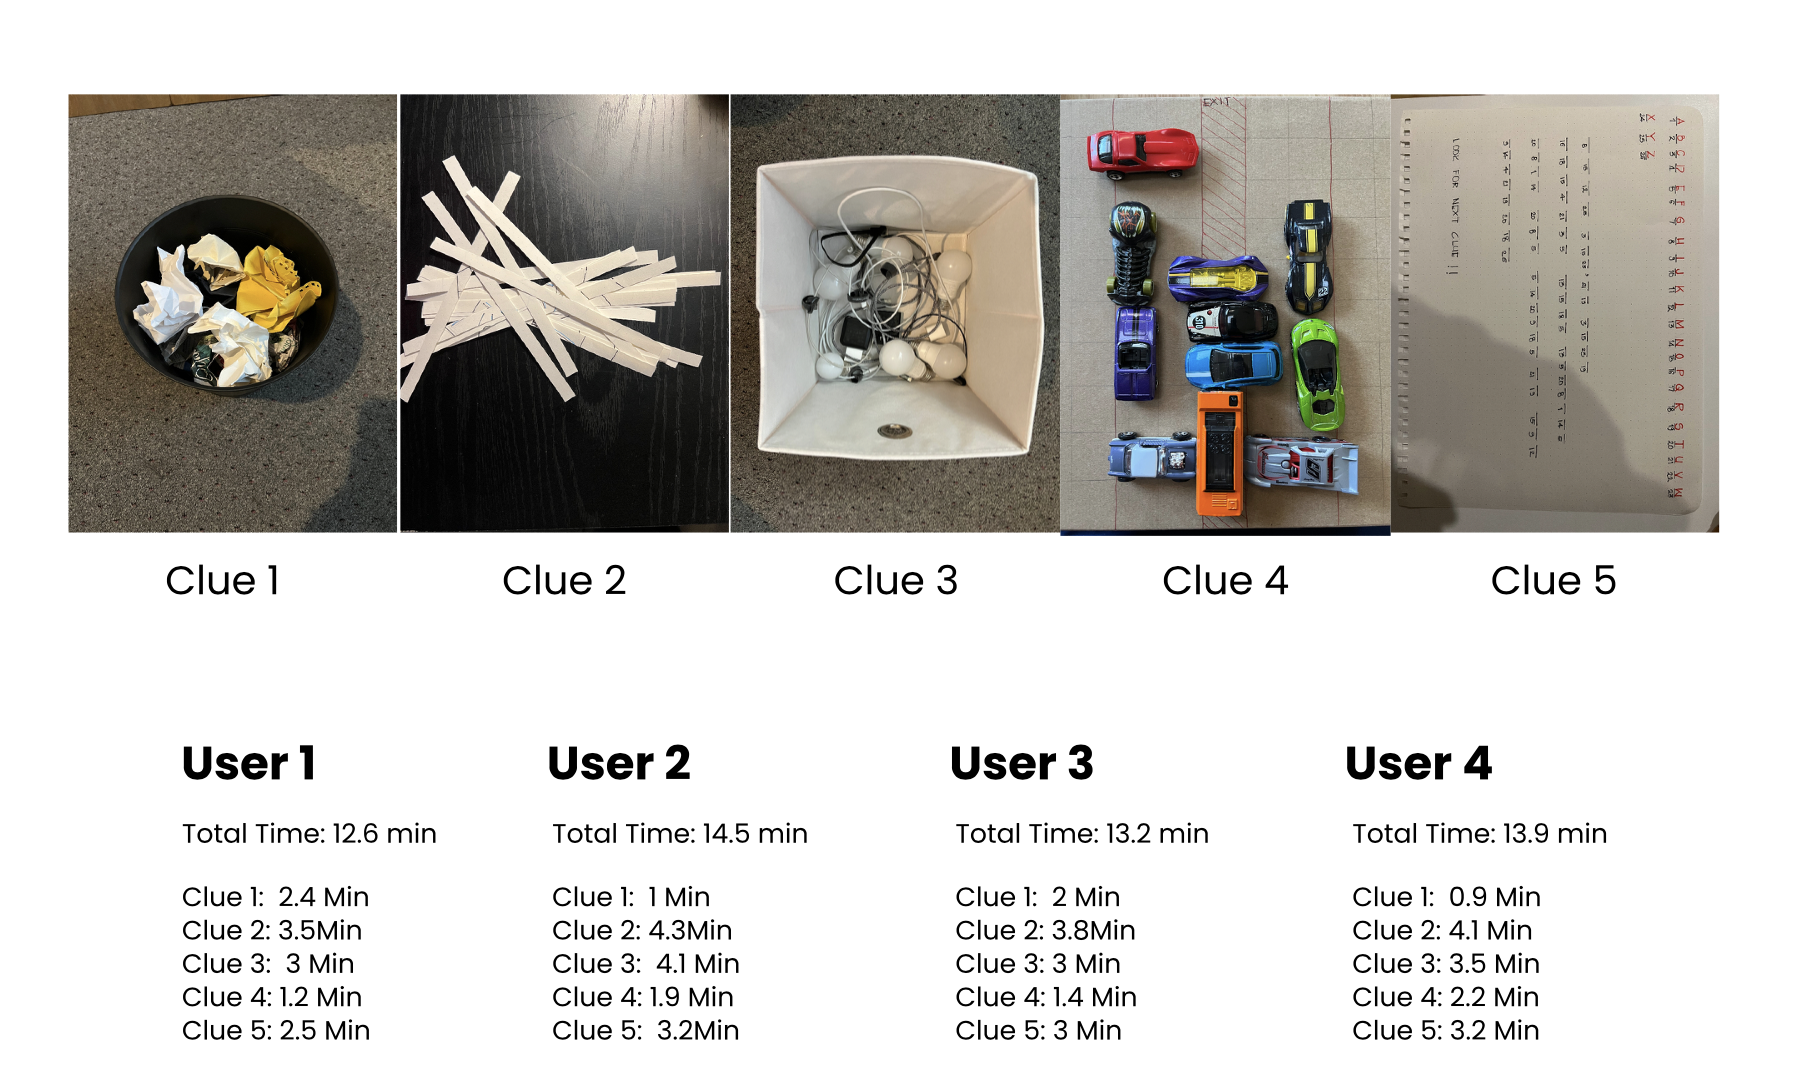 EXIT
A B C D E F G H I J K L M N O P Q R S T U V W
X Y Z
LOOK FOR NEXT CLUE !!
Clue 1
Clue 2
Clue 3
Clue 4
Clue 5
User 1
Total Time: 12.6 min
Clue 1: 2.4 Min
Clue 2: 3.5Min
Clue 3: 3 Min
Clue 4: 1.2 Min
Clue 5: 2.5 Min
User 2
Total Time: 14.5 min
Clue 1: 1 Min
Clue 2: 4.3Min
Clue 3: 4.1 Min
Clue 4: 1.9 Min
Clue 5: 3.2Min
User 3
Total Time: 13.2 min
Clue 1: 2 Min
Clue 2: 3.8Min
Clue 3: 3 Min
Clue 4: 1.4 Min
Clue 5: 3 Min
User 4
Total Time: 13.9 min
Clue 1: 0.9 Min
Clue 2: 4.1 Min
Clue 3: 3.5 Min
Clue 4: 2.2 Min
Clue 5: 3.2 Min